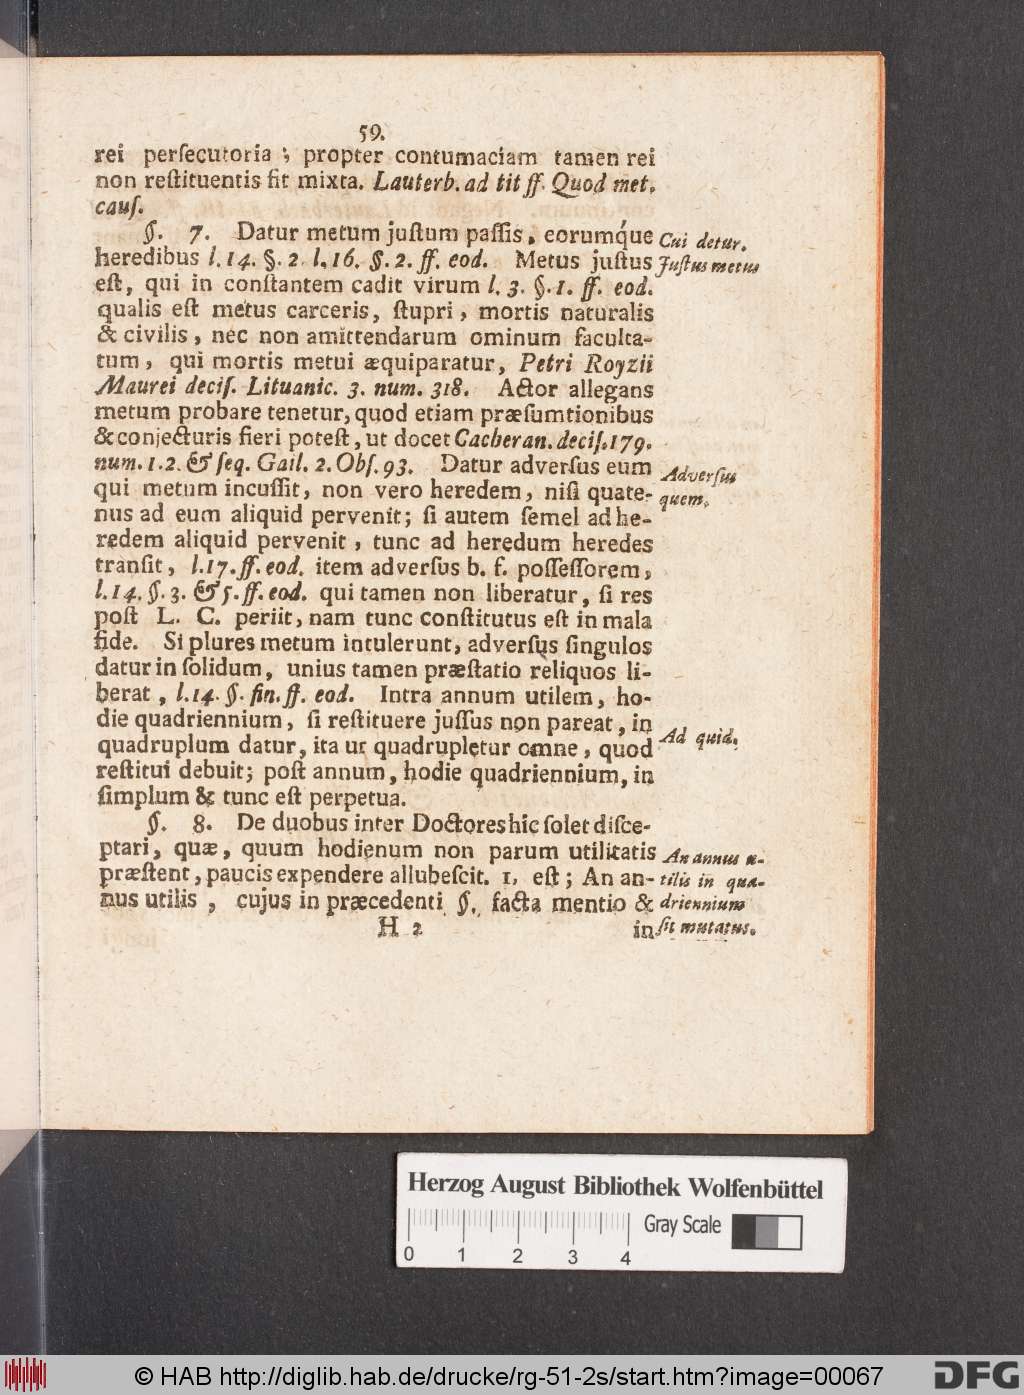 59.
rei persecutoria; propter contumaciam tamen rei
non restituentis fit mixta. Lauterb. ad tit ff. Quod met.
caus.
§. 7. Datur metum justum passis, eorumque
heredibus l. 14. §. 2 l. 16. §. 2. ff. eod. Metus justus
est, qui in constantem cadit virum l. 3. §. 1. ff. eod.
qualis est metus carceris, stupri, mortis naturalis
& civilis, nec non amittendarum ominum faculta-
tum, qui mortis metui æquiparatur, Petri Royzii
Maurei decis. Lituanic. 3. num. 318. Actor allegans
metum probare tenetur, quod etiam præsumtionibus
& conjecturis fieri potest, ut docet Cacheran. decis. 179.
num. 1. 2. & seq. Gail. 2. Obs. 93. Datur adversus eum
qui metum incussit, non vero heredem, nisi quate-
nus ad eum aliquid pervenit; si autem semel ad he-
redem aliquid pervenit, tunc ad heredum heredes
transit, l. 17. ff. eod. item adversus b. f. possessorem,
l. 14. §. 3. & 5. ff. eod. qui tamen non liberatur, si res
post L. C. periit, nam tunc constitutus est in mala
fide. Si plures metum intulerunt, adversus singulos
datur in solidum, unius tamen præstatio reliquos li-
berat, l. 14. §. fin. ff. eod. Intra annum utilem, ho-
die quadriennium, si restituere jussus non pareat, in
quadruplum datur, ita ut quadrupletur omne, quod
restitui debuit; post annum, hodie quadriennium, in
simplum & tunc est perpetua.
§. 8. De duobus inter Doctores hic solet disce-
ptari, quæ, quum hodienum non parum utilitatis
præstent, paucis expendere allubescit. 1, est; An an-
nus utilis, cujus in præcedenti §. facta mentio &
H 2
in
Cui detur.
Justus metus
Adversus
quem.
Ad quid.
An annus u-
tilis in qua-
driennium
sit mutatus.
Herzog August Bibliothek Wolfenbüttel
Gray Scale
0 1 2 3 4
© HAB http://diglib.hab.de/drucke/rg-51-2s/start.htm?image=00067
DFG